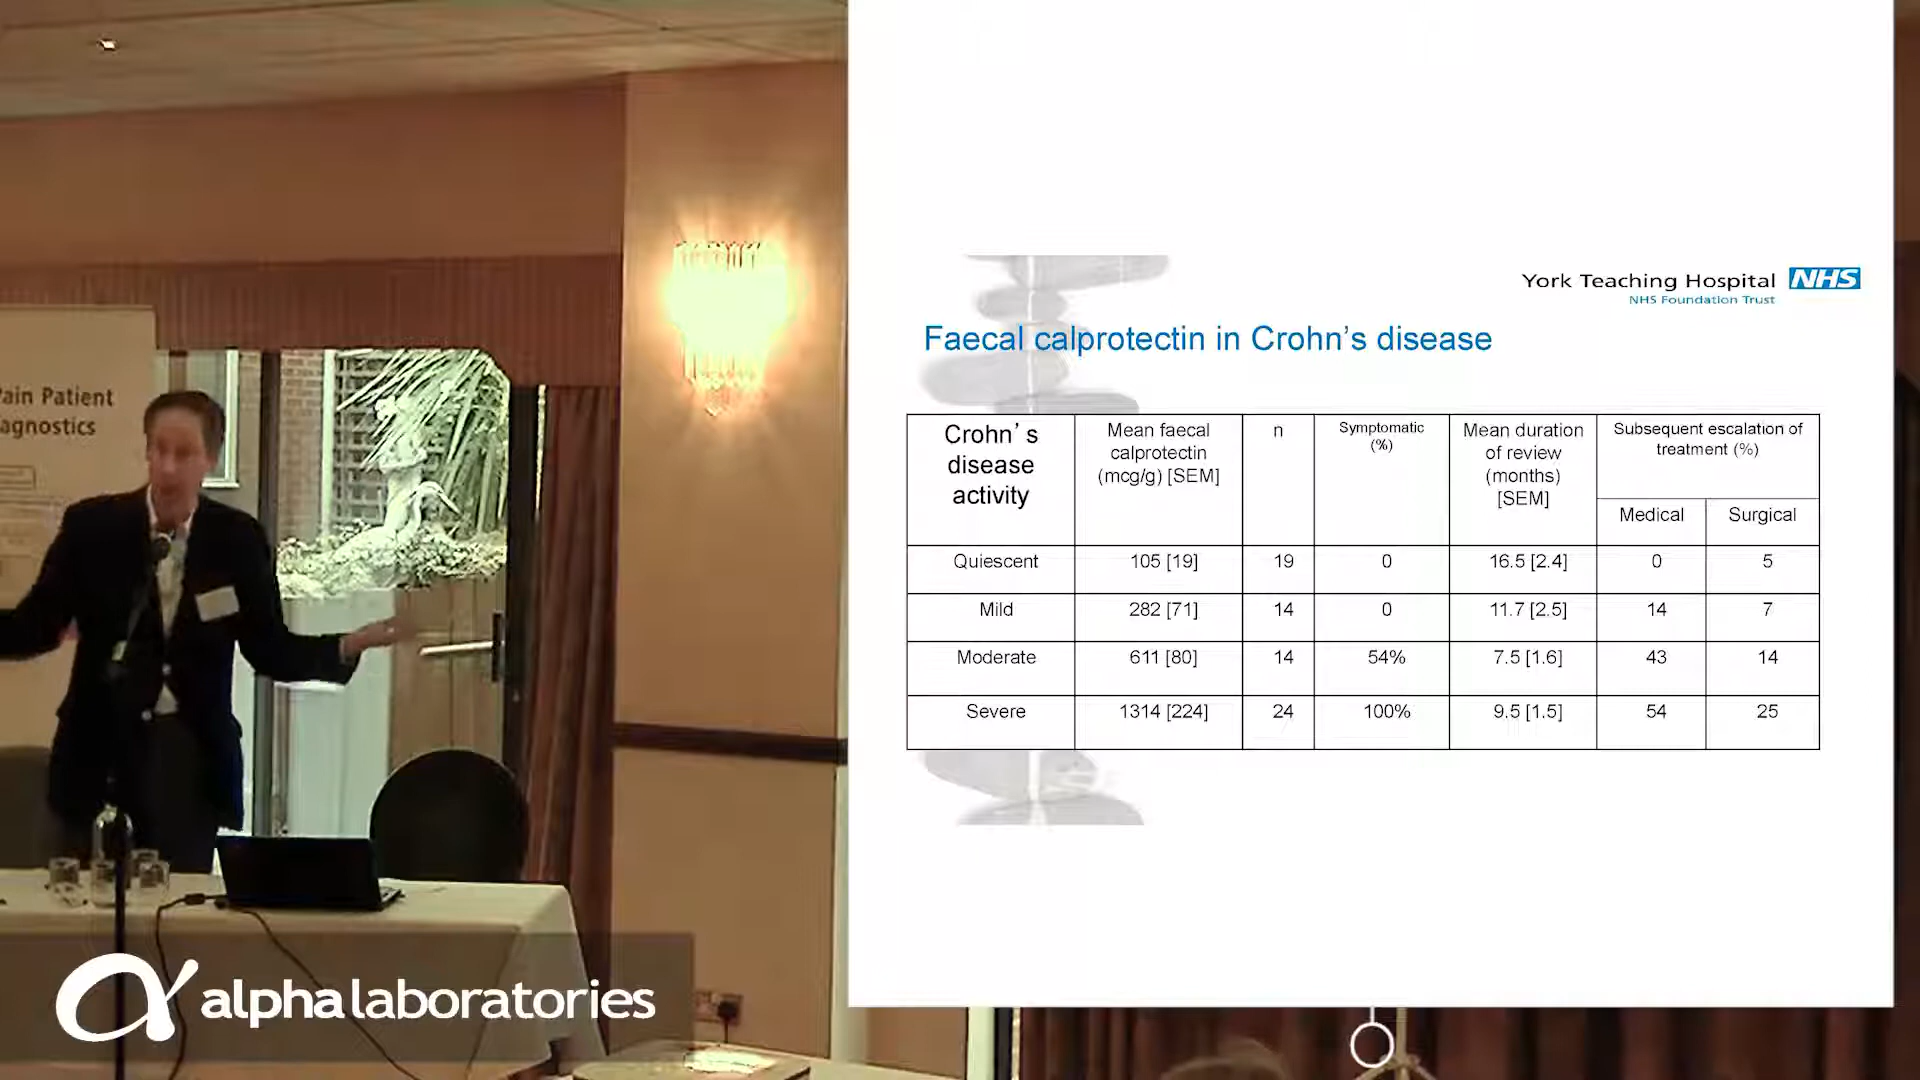 ain Patient
agnostics
York Teaching Hospital NHS
NHS Foundation Trust
Faecal calprotectin in Crohn’s disease
Crohn’s disease activity Mean faecal calprotectin (mcg/g) [SEM] n Symptomatic (%) Mean duration of review (months) [SEM] Subsequent escalation of treatment (%)
Medical Surgical
Quiescent 105 [19] 19 0 16.5 [2.4] 0 5
Mild 282 [71] 14 0 11.7 [2.5] 14 7
Moderate 611 [80] 14 54% 7.5 [1.6] 43 14
Severe 1314 [224] 24 100% 9.5 [1.5] 54 25
alphalaboratories